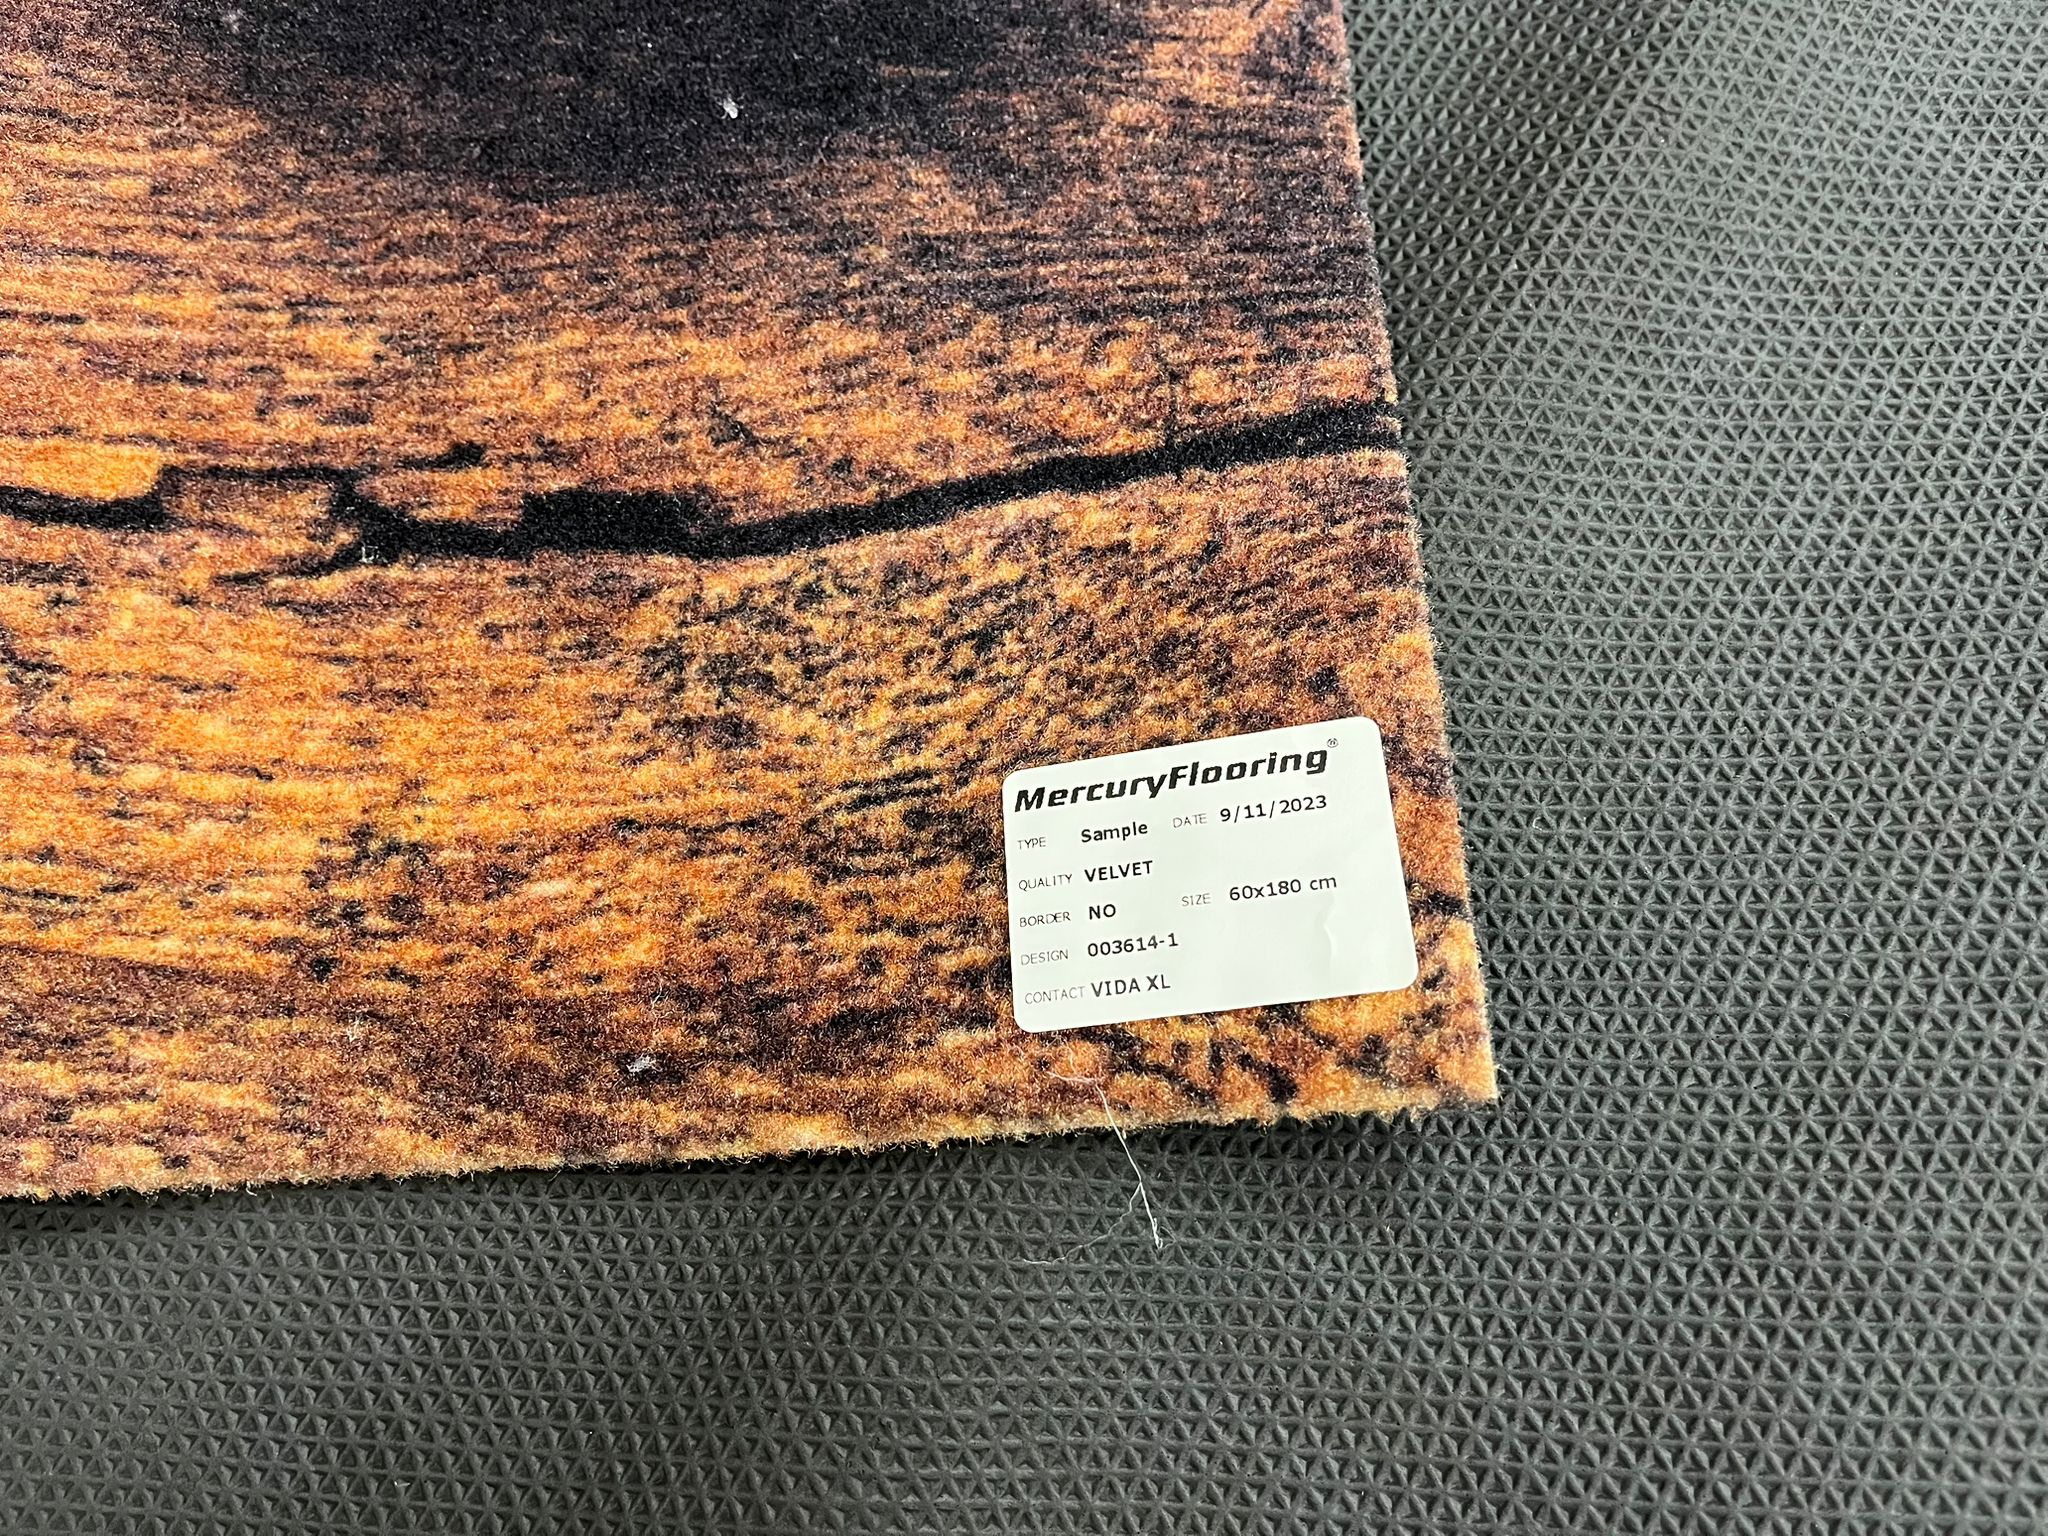 MercuryFlooring®
TYPE Sample DATE 9/11/2023
QUALITY VELVET
BORDER NO SIZE 60x180 cm
DESIGN 003614-1
CONTACT VIDA XL